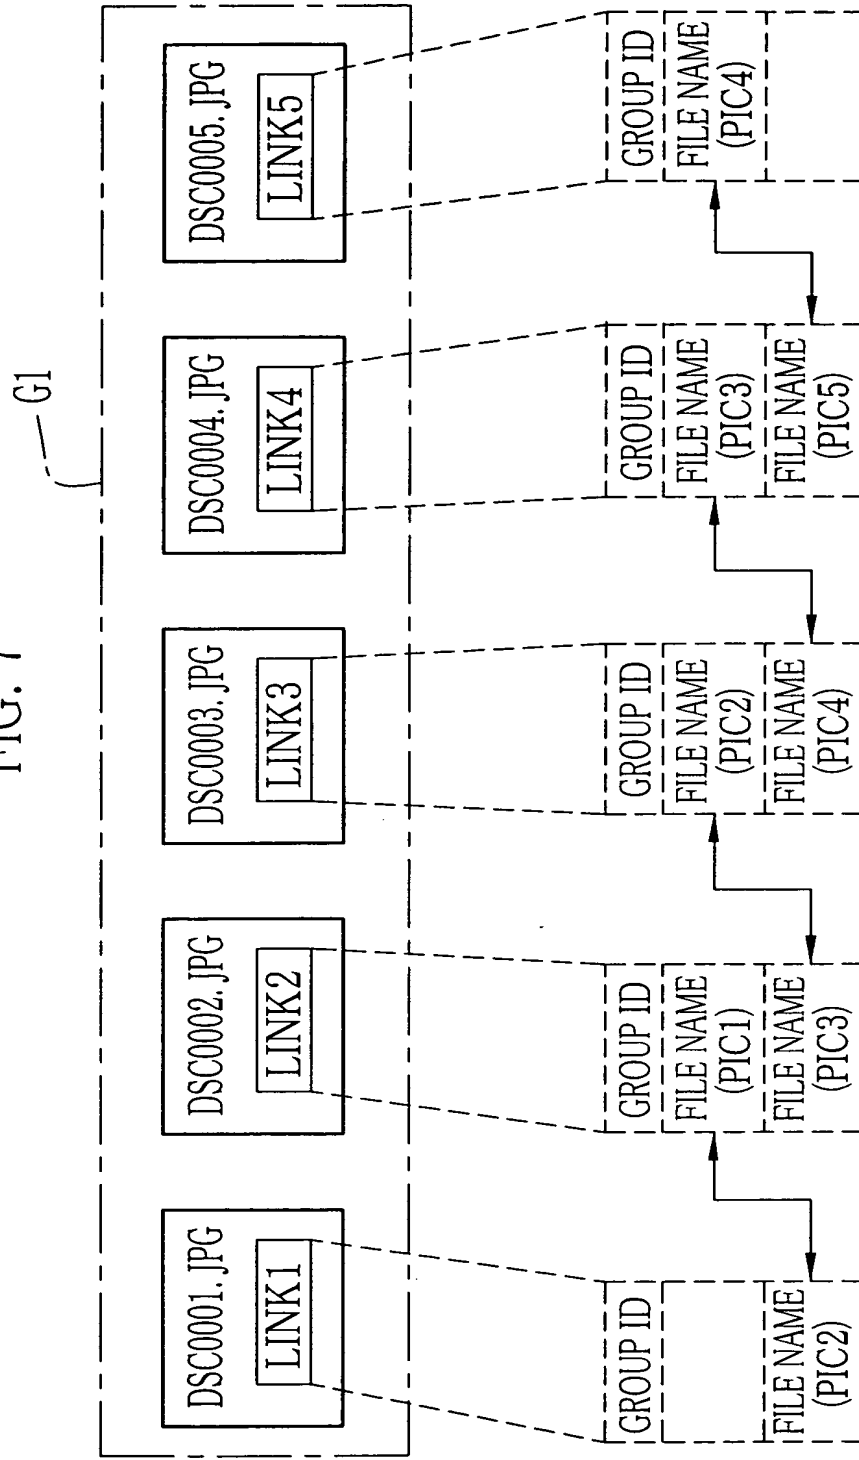 FIG. 7
G1
DSC0001.JPG
LINK1
DSC0002.JPG
LINK2
DSC0003.JPG
LINK3
DSC0004.JPG
LINK4
DSC0005.JPG
LINK5
GROUP ID
FILE NAME
(PIC2)
GROUP ID
FILE NAME
(PIC1)
FILE NAME
(PIC3)
GROUP ID
FILE NAME
(PIC2)
FILE NAME
(PIC4)
GROUP ID
FILE NAME
(PIC3)
FILE NAME
(PIC5)
GROUP ID
FILE NAME
(PIC4)